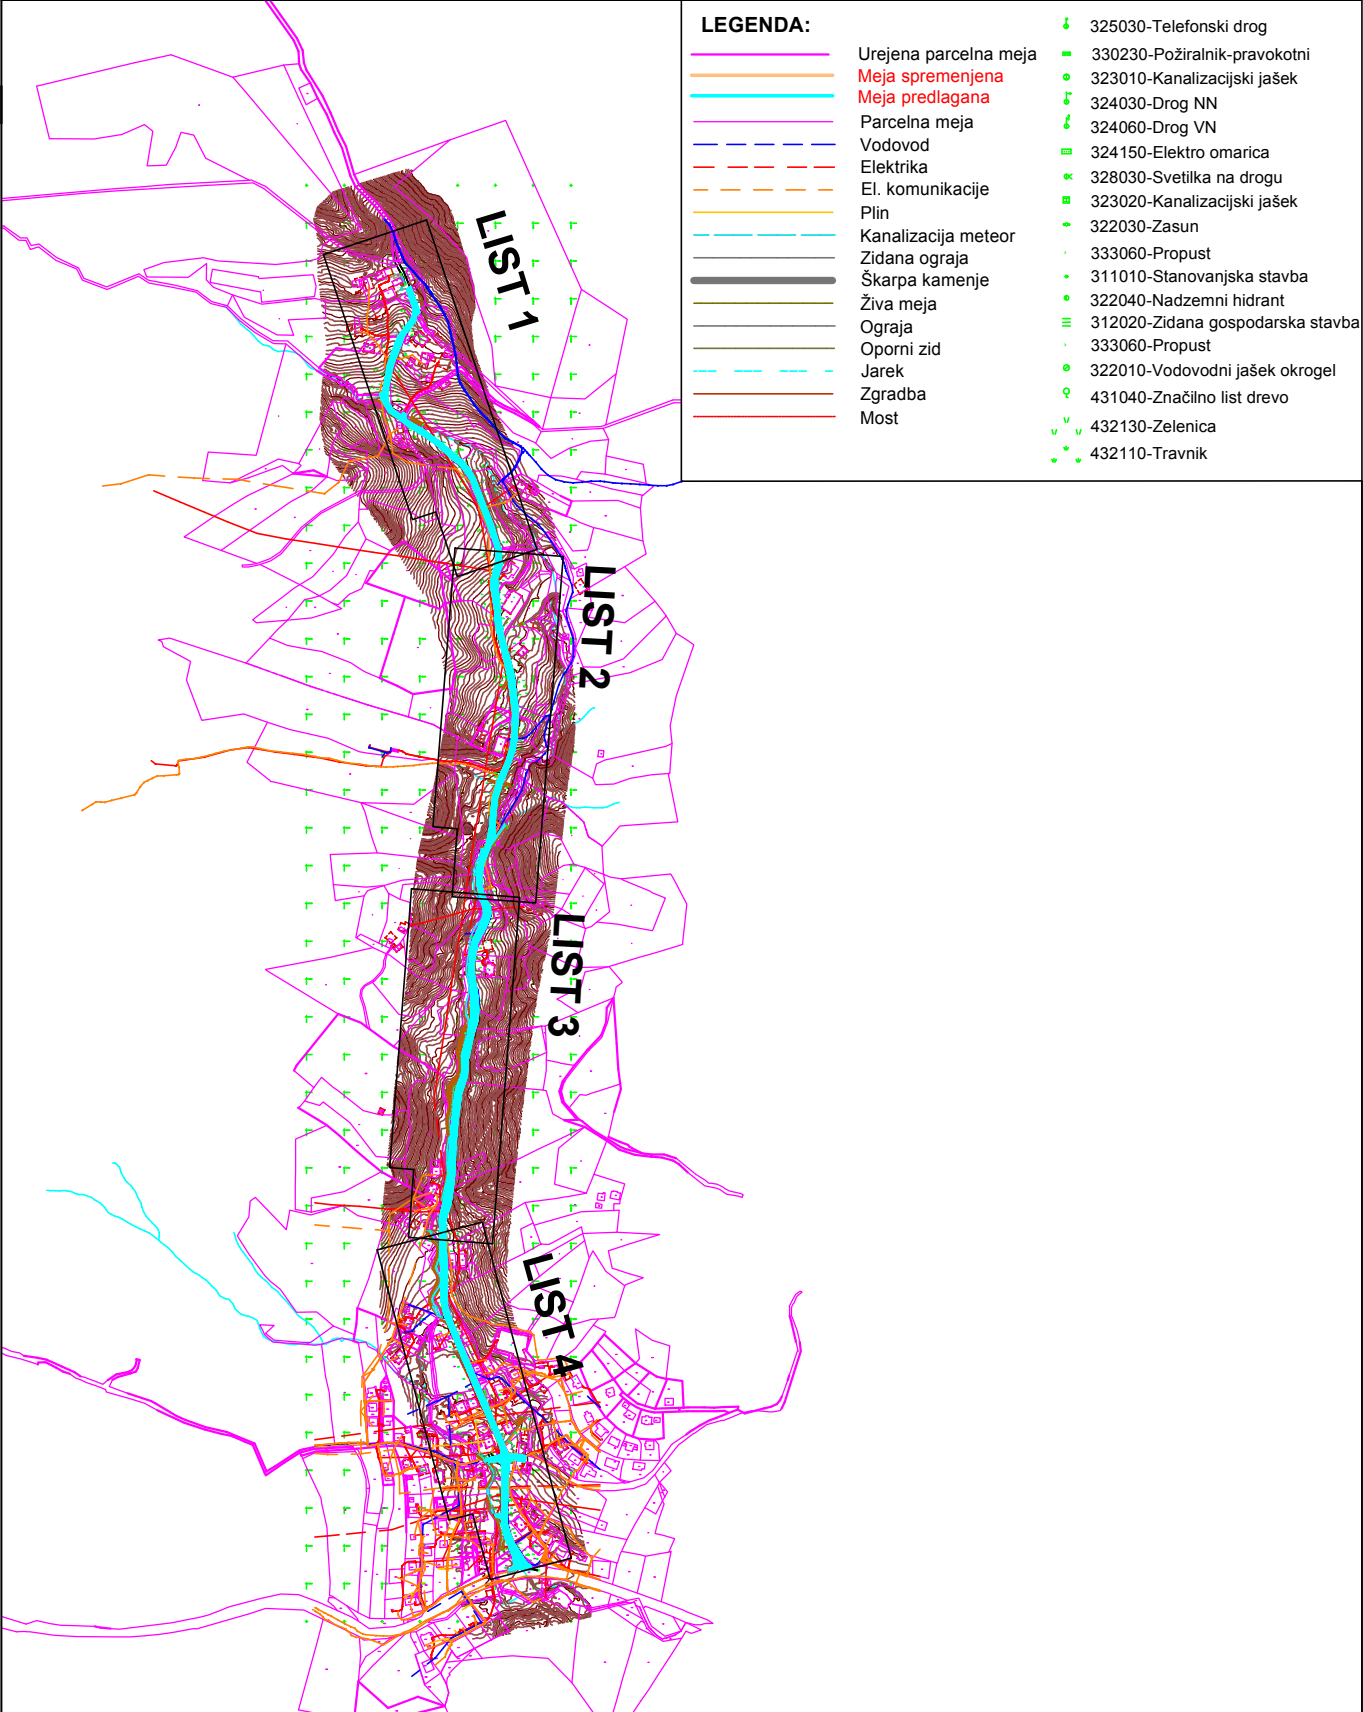 LEGENDA:
Urejena parcelna meja
Meja spremenjena
Meja predlagana
Parcelna meja
Vodovod
Elektrika
El. komunikacije
Plin
Kanalizacija meteor
Zidana ograja
Škarpa kamenje
Živa meja
Ograja
Oporni zid
Jarek
Zgradba
Most
325030-Telefonski drog
330230-Požiralnik-pravokotni
323010-Kanalizacijski jašek
324030-Drog NN
324060-Drog VN
324150-Elektro omarica
328030-Svetilka na drogu
323020-Kanalizacijski jašek
322030-Zasun
333060-Propust
311010-Stanovanjska stavba
322040-Nadzemni hidrant
312020-Zidana gospodarska stavba
333060-Propust
322010-Vodovodni jašek okrogel
431040-Značilno list drevo
432130-Zelenica
432110-Travnik
LIST 1
LIST 2
LIST 3
LIST 4